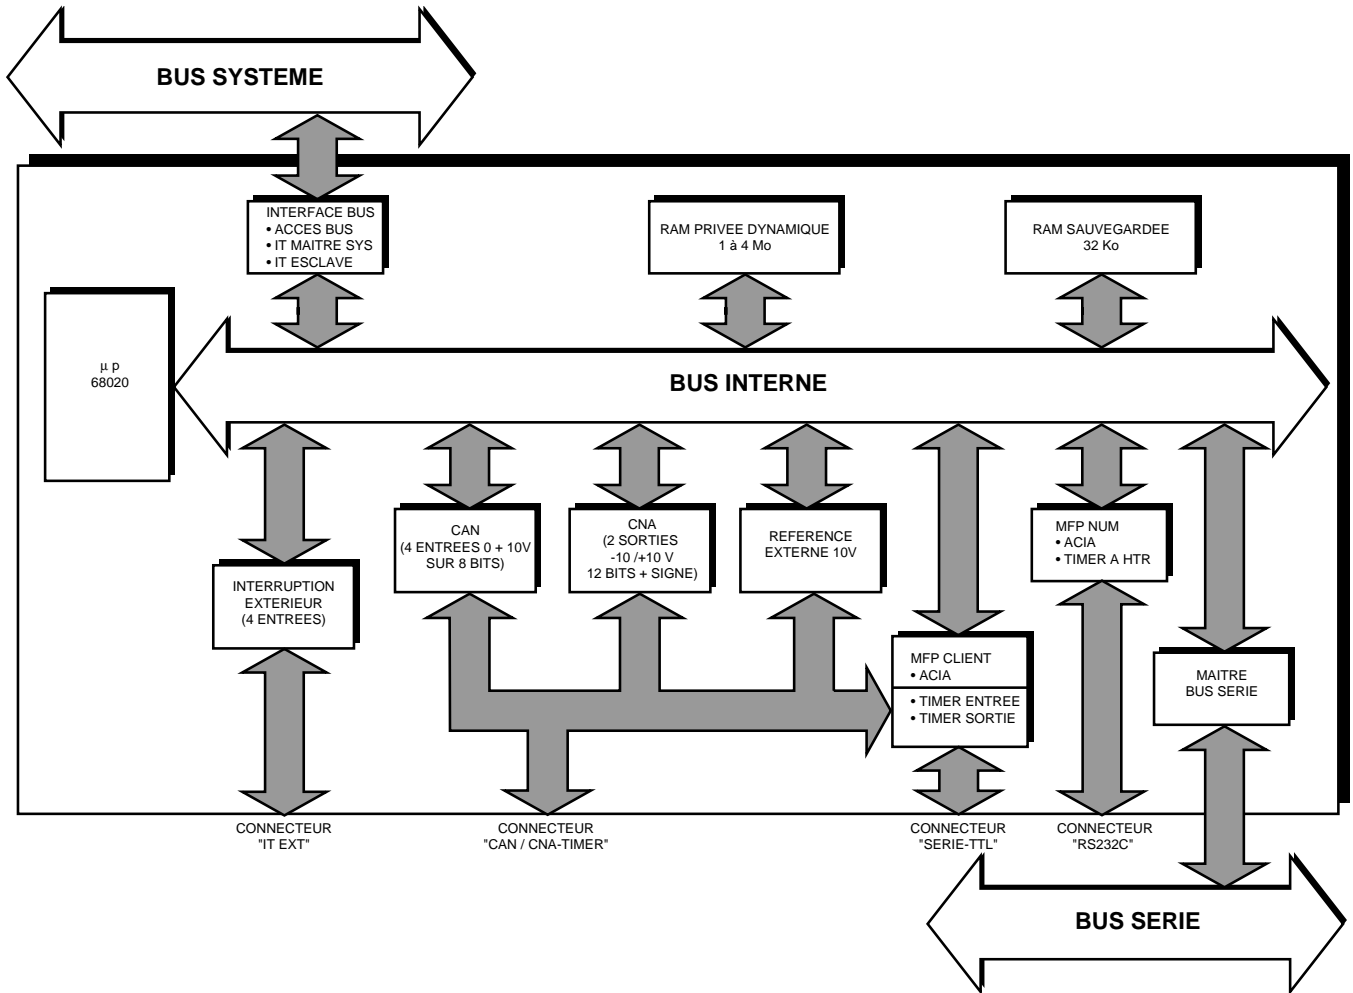 BUS SYSTEME
INTERFACE BUS
• ACCES BUS
• IT MAITRE SYS
• IT ESCLAVE
RAM PRIVEE DYNAMIQUE
1 à 4 Mo
RAM SAUVEGARDEE
32 Ko
µ p
68020
BUS INTERNE
CAN
(4 ENTREES 0 + 10V
SUR 8 BITS)
CNA
(2 SORTIES
-10 /+10 V
12 BITS + SIGNE)
REFERENCE
EXTERNE 10V
MFP NUM
• ACIA
• TIMER A HTR
INTERRUPTION
EXTERIEUR
(4 ENTREES)
MFP CLIENT
• ACIA
• TIMER ENTREE
• TIMER SORTIE
MAITRE
BUS SERIE
CONNECTEUR
"IT EXT"
CONNECTEUR
"CAN / CNA-TIMER"
CONNECTEUR
"SERIE-TTL"
CONNECTEUR
"RS232C"
BUS SERIE